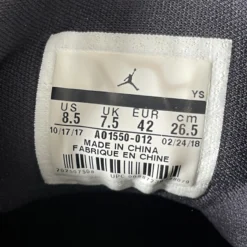 YS
US UK EUR cm
8.5 7.5 42 26.5
10/17/17 AO1550-012 02/24/18
MADE IN CHINA
FABRIQUE EN CHINE